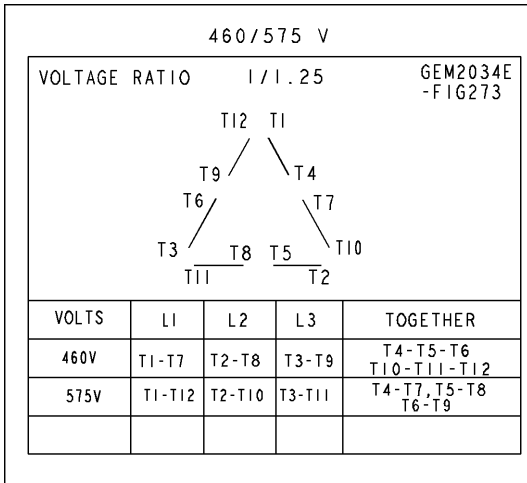 460/575 V
VOLTAGE RATIO 1/1.25 GEM2034E
-FIG273
T12 T1
T9 T4
T6 T7
T3 T8 T5 T10
T11 T2
VOLTS L1 L2 L3 TOGETHER
460V T1-T7 T2-T8 T3-T9 T4-T5-T6
T10-T11-T12
575V T1-T12 T2-T10 T3-T11 T4-T7,T5-T8
T6-T9